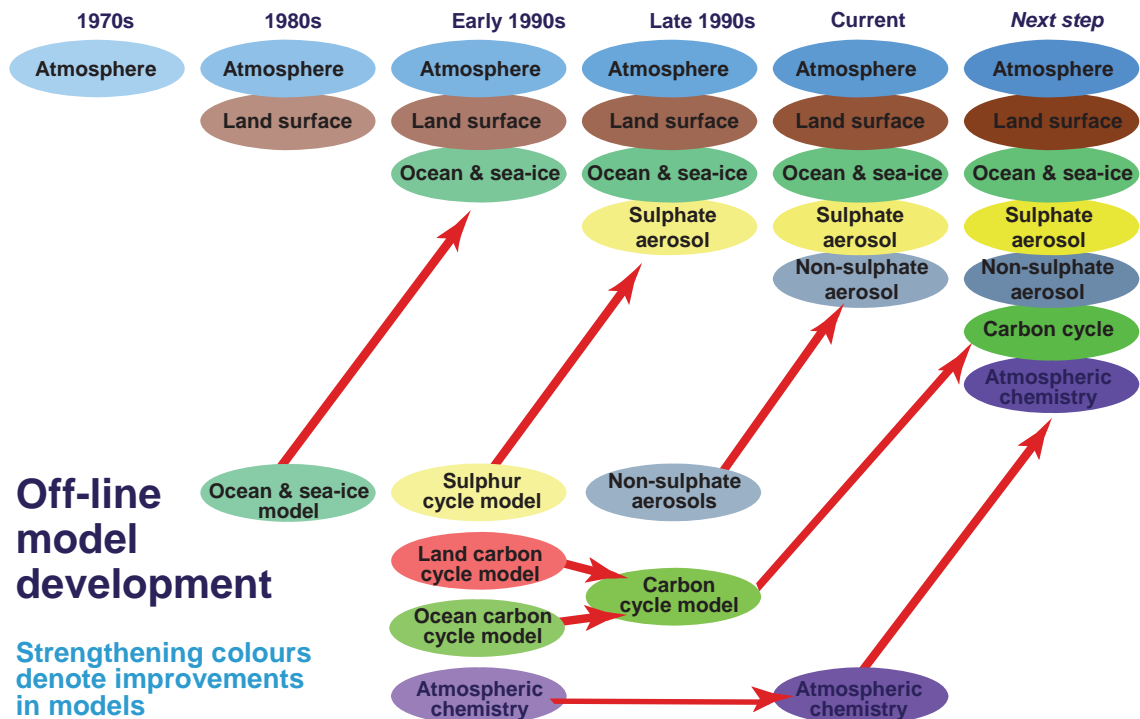 1970s
1980s
Early 1990s
Late 1990s
Current
Next step
Atmosphere
Atmosphere
Atmosphere
Atmosphere
Atmosphere
Atmosphere
Land surface
Land surface
Land surface
Land surface
Land surface
Ocean & sea-ice
Ocean & sea-ice
Ocean & sea-ice
Ocean & sea-ice
Sulphate
aerosol
Sulphate
aerosol
Sulphate
aerosol
Non-sulphate
aerosol
Non-sulphate
aerosol
Carbon cycle
Atmospheric
chemistry
Off-line
model
development
Strengthening colours
denote improvements
in models
Ocean & sea-ice
model
Sulphur
cycle model
Non-sulphate
aerosols
Land carbon
cycle model
Carbon
cycle model
Ocean carbon
cycle model
Atmospheric
chemistry
Atmospheric
chemistry